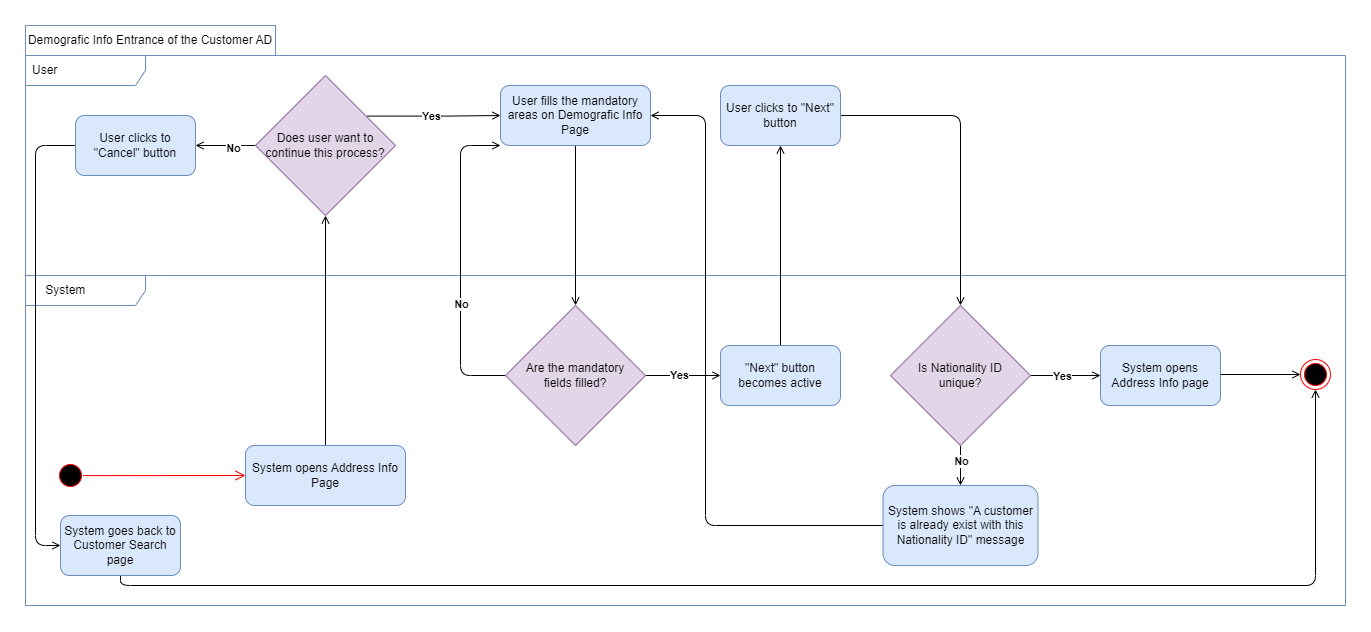 Demografic Info Entrance of the Customer AD
User
User clicks to
"Cancel" button
No
Does user want to
continue this process?
Yes
User fills the mandatory
areas on Demografic Info
Page
User clicks to "Next"
button
System
No
Are the mandatory
fields filled?
Yes
"Next" button
becomes active
Is Nationality ID
unique?
Yes
System opens
Address Info page
No
System opens Address Info
Page
System goes back to
Customer Search
page
System shows "A customer
is already exist with this
Nationality ID" message